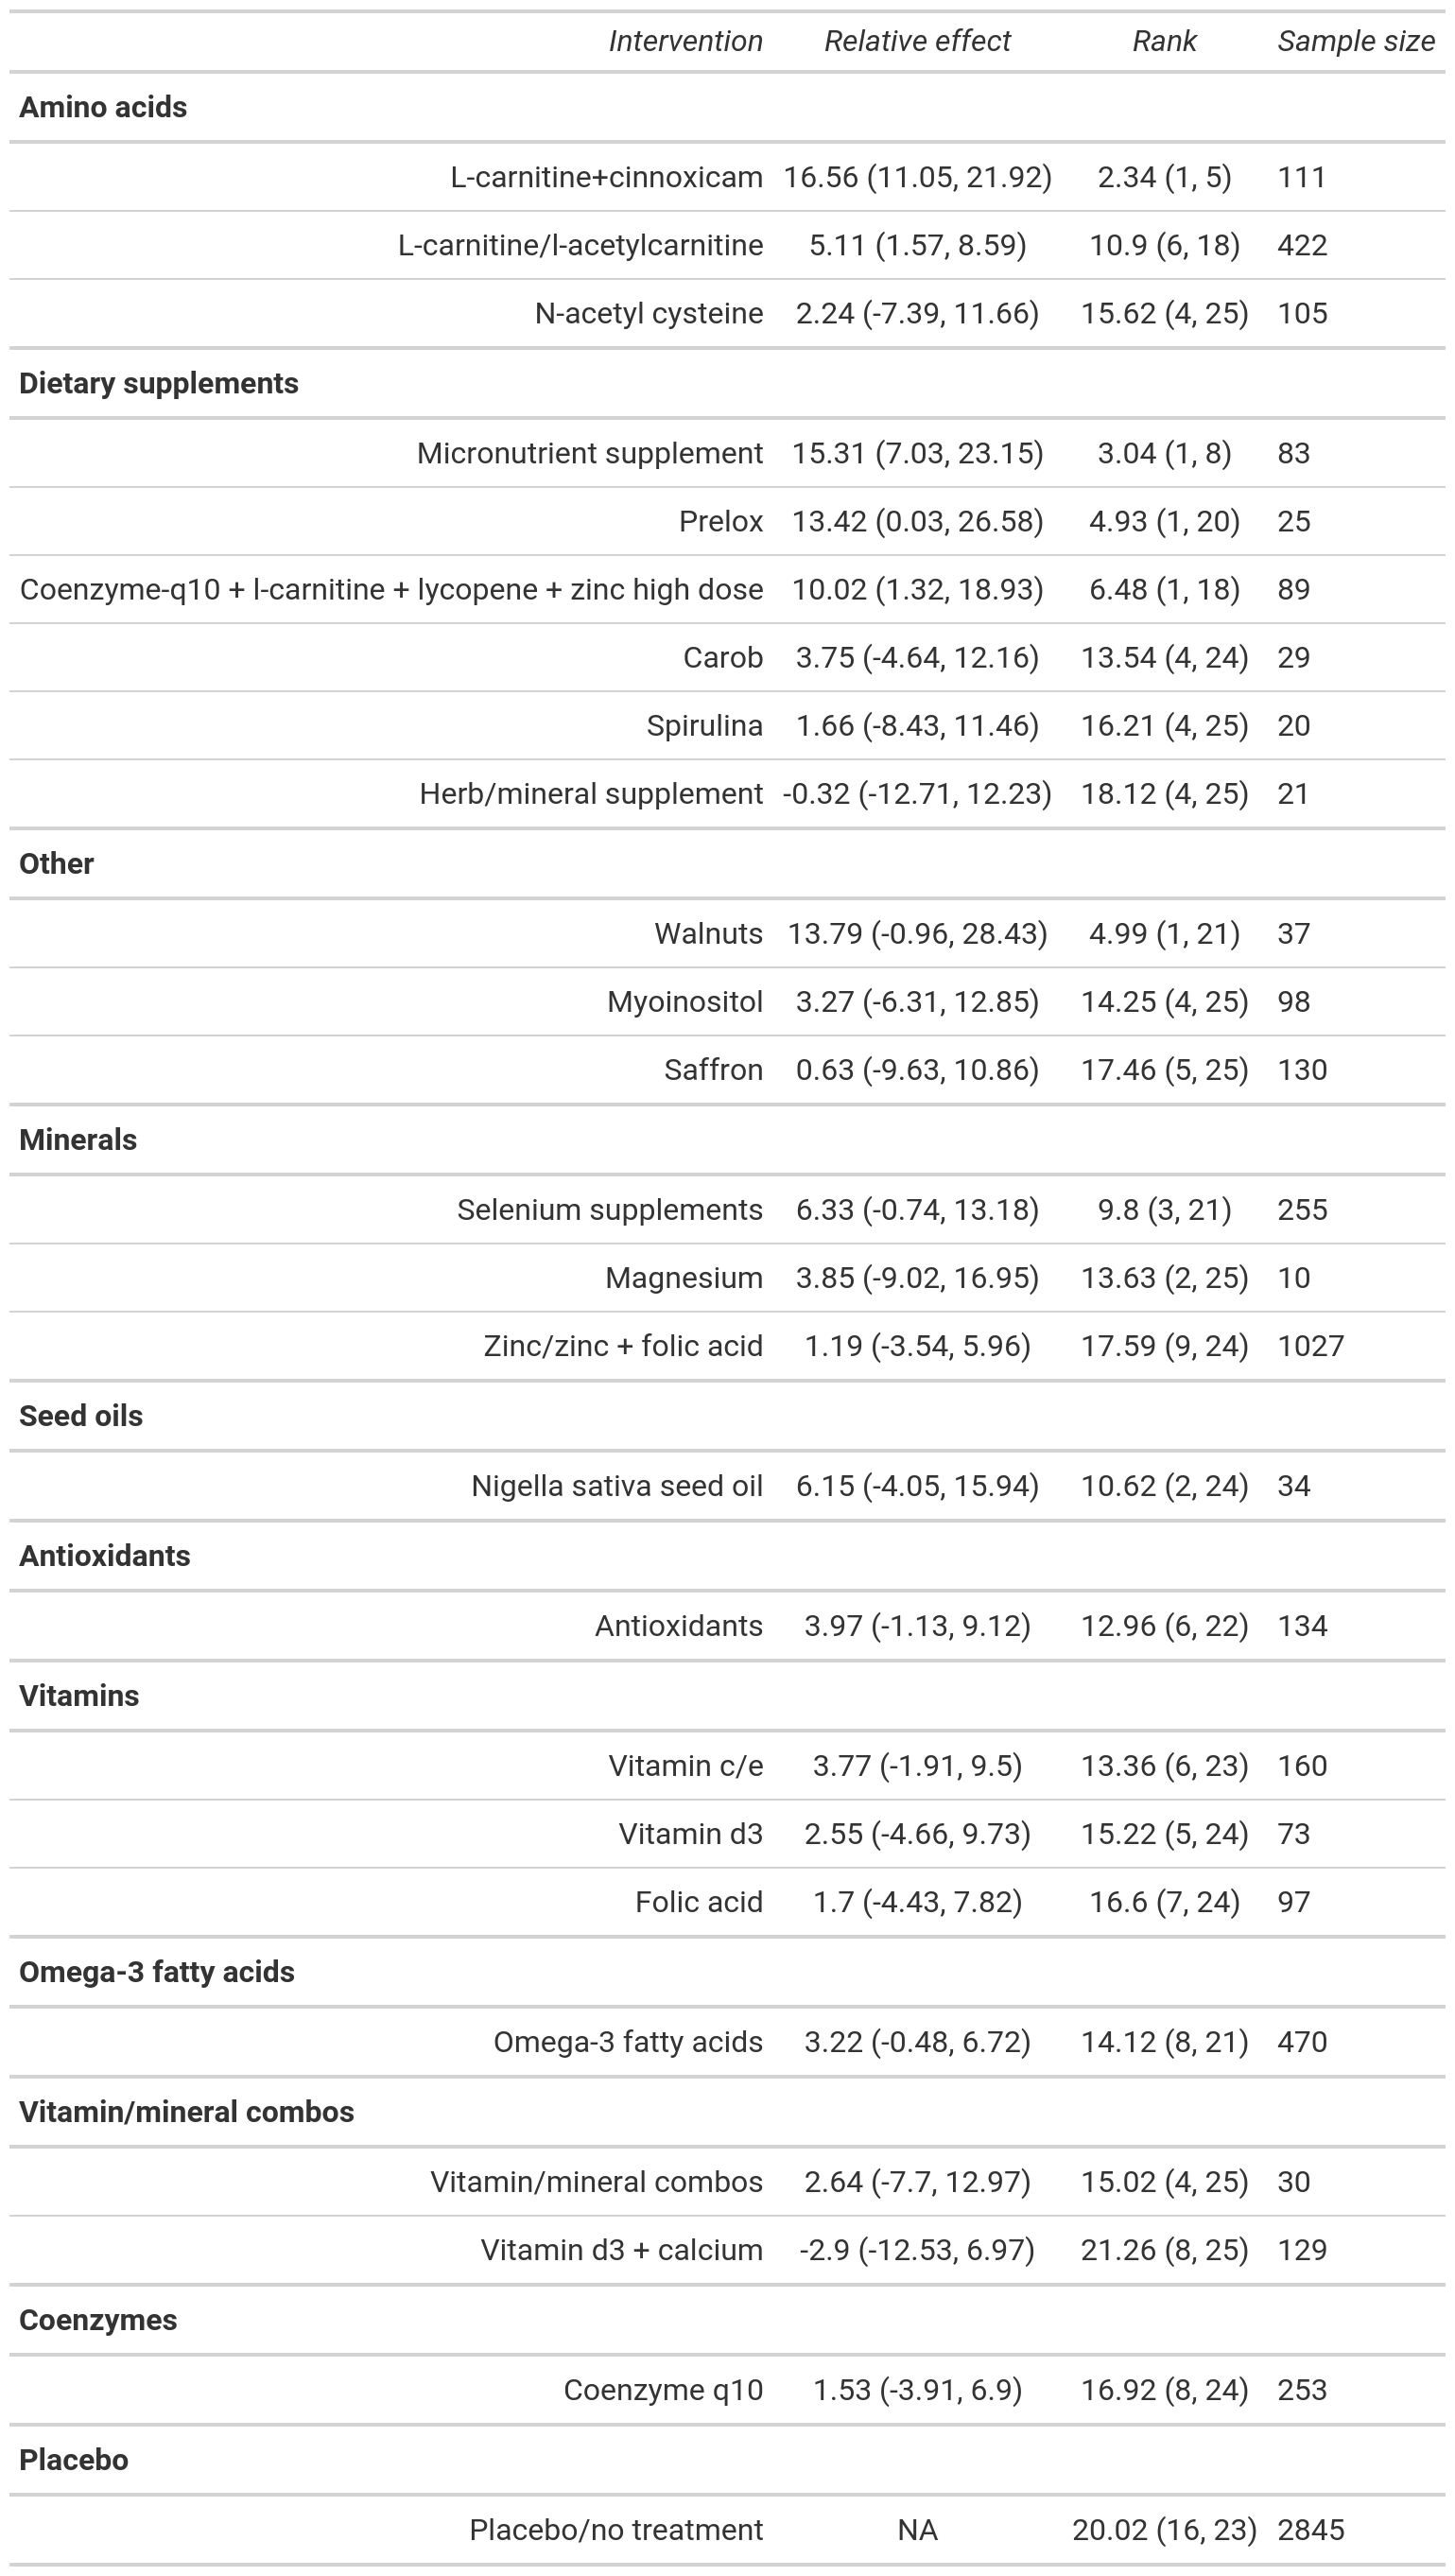 Intervention Relative effect Rank Sample size
Amino acids
L-carnitine+cinnoxicam 16.56 (11.05, 21.92) 2.34 (1, 5) 111
L-carnitine/l-acetylcarnitine 5.11 (1.57, 8.59) 10.9 (6, 18) 422
N-acetyl cysteine 2.24 (-7.39, 11.66) 15.62 (4, 25) 105
Dietary supplements
Micronutrient supplement 15.31 (7.03, 23.15) 3.04 (1, 8) 83
Prelox 13.42 (0.03, 26.58) 4.93 (1, 20) 25
Coenzyme-q10 + l-carnitine + lycopene + zinc high dose 10.02 (1.32, 18.93) 6.48 (1, 18) 89
Carob 3.75 (-4.64, 12.16) 13.54 (4, 24) 29
Spirulina 1.66 (-8.43, 11.46) 16.21 (4, 25) 20
Herb/mineral supplement -0.32 (-12.71, 12.23) 18.12 (4, 25) 21
Other
Walnuts 13.79 (-0.96, 28.43) 4.99 (1, 21) 37
Myoinositol 3.27 (-6.31, 12.85) 14.25 (4, 25) 98
Saffron 0.63 (-9.63, 10.86) 17.46 (5, 25) 130
Minerals
Selenium supplements 6.33 (-0.74, 13.18) 9.8 (3, 21) 255
Magnesium 3.85 (-9.02, 16.95) 13.63 (2, 25) 10
Zinc/zinc + folic acid 1.19 (-3.54, 5.96) 17.59 (9, 24) 1027
Seed oils
Nigella sativa seed oil 6.15 (-4.05, 15.94) 10.62 (2, 24) 34
Antioxidants
Antioxidants 3.97 (-1.13, 9.12) 12.96 (6, 22) 134
Vitamins
Vitamin c/e 3.77 (-1.91, 9.5) 13.36 (6, 23) 160
Vitamin d3 2.55 (-4.66, 9.73) 15.22 (5, 24) 73
Folic acid 1.7 (-4.43, 7.82) 16.6 (7, 24) 97
Omega-3 fatty acids
Omega-3 fatty acids 3.22 (-0.48, 6.72) 14.12 (8, 21) 470
Vitamin/mineral combos
Vitamin/mineral combos 2.64 (-7.7, 12.97) 15.02 (4, 25) 30
Vitamin d3 + calcium -2.9 (-12.53, 6.97) 21.26 (8, 25) 129
Coenzymes
Coenzyme q10 1.53 (-3.91, 6.9) 16.92 (8, 24) 253
Placebo
Placebo/no treatment NA 20.02 (16, 23) 2845